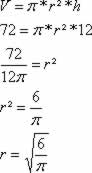 V = π * r² * h
72 = π * r² * 12
72/12π = r²
r² = 6/π
r = √(6/π)